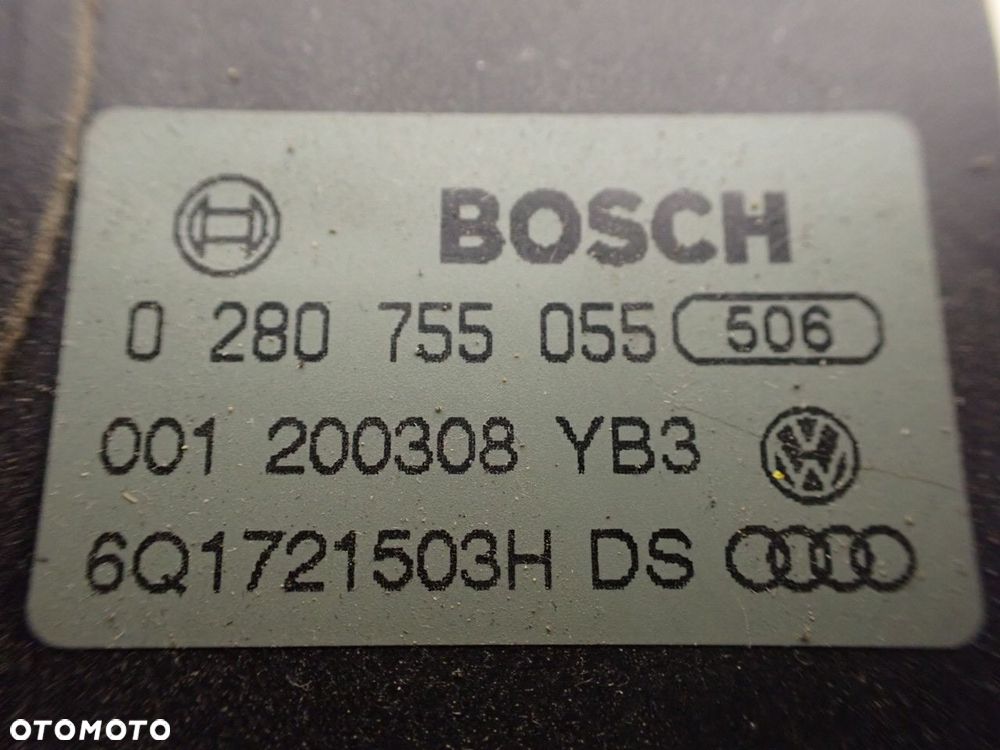 BOSCH
0 280 755 055 506
001 200308 YB3
6Q1721503H DS
OTOMOTO